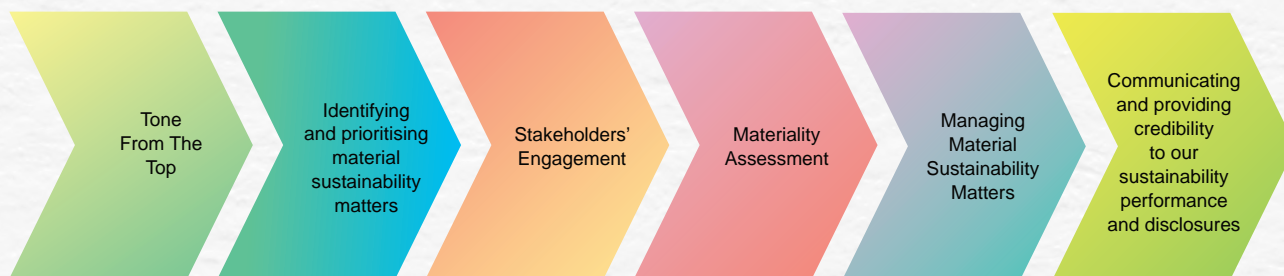 Tone
From The
Top
Identifying
and prioritising
material
sustainability
matters
Stakeholders’
Engagement
Materiality
Assessment
Managing
Material
Sustainability
Matters
Communicating
and providing
credibility
to our
sustainability
performance
and disclosures